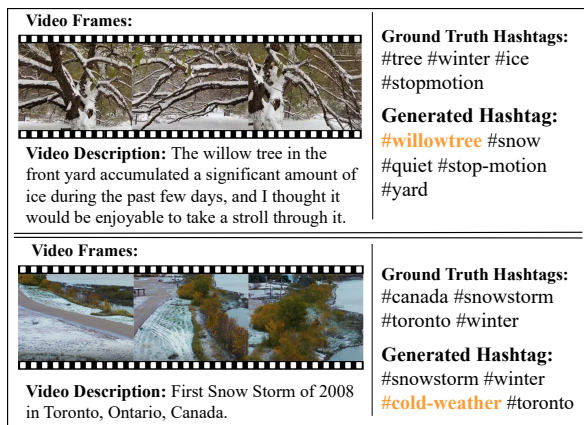 Video Frames:
Video Description: The willow tree in the
front yard accumulated a significant amount of
ice during the past few days, and I thought it
would be enjoyable to take a stroll through it.
Ground Truth Hashtags:
#tree #winter #ice
#stopmotion
Generated Hashtag:
#willowtree #snow
#quiet #stop-motion
#yard
Video Frames:
Video Description: First Snow Storm of 2008
in Toronto, Ontario, Canada.
Ground Truth Hashtags:
#canada #snowstorm
#toronto #winter
Generated Hashtag:
#snowstorm #winter
#cold-weather #toronto